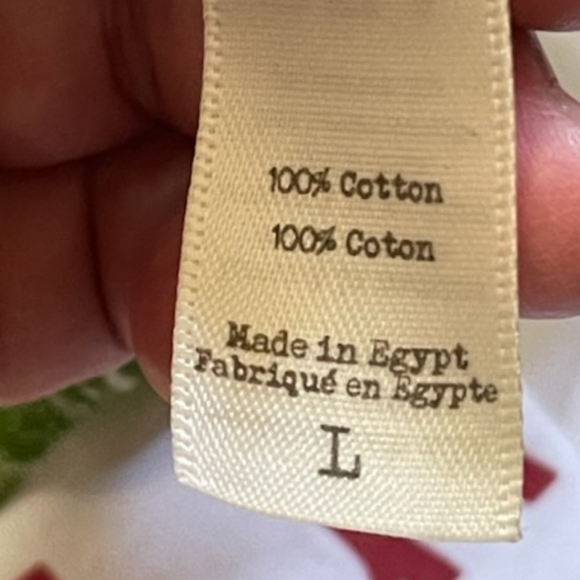 100% Cotton
100% Coton
Made in Egypt
Fabriqué en Egypte
L